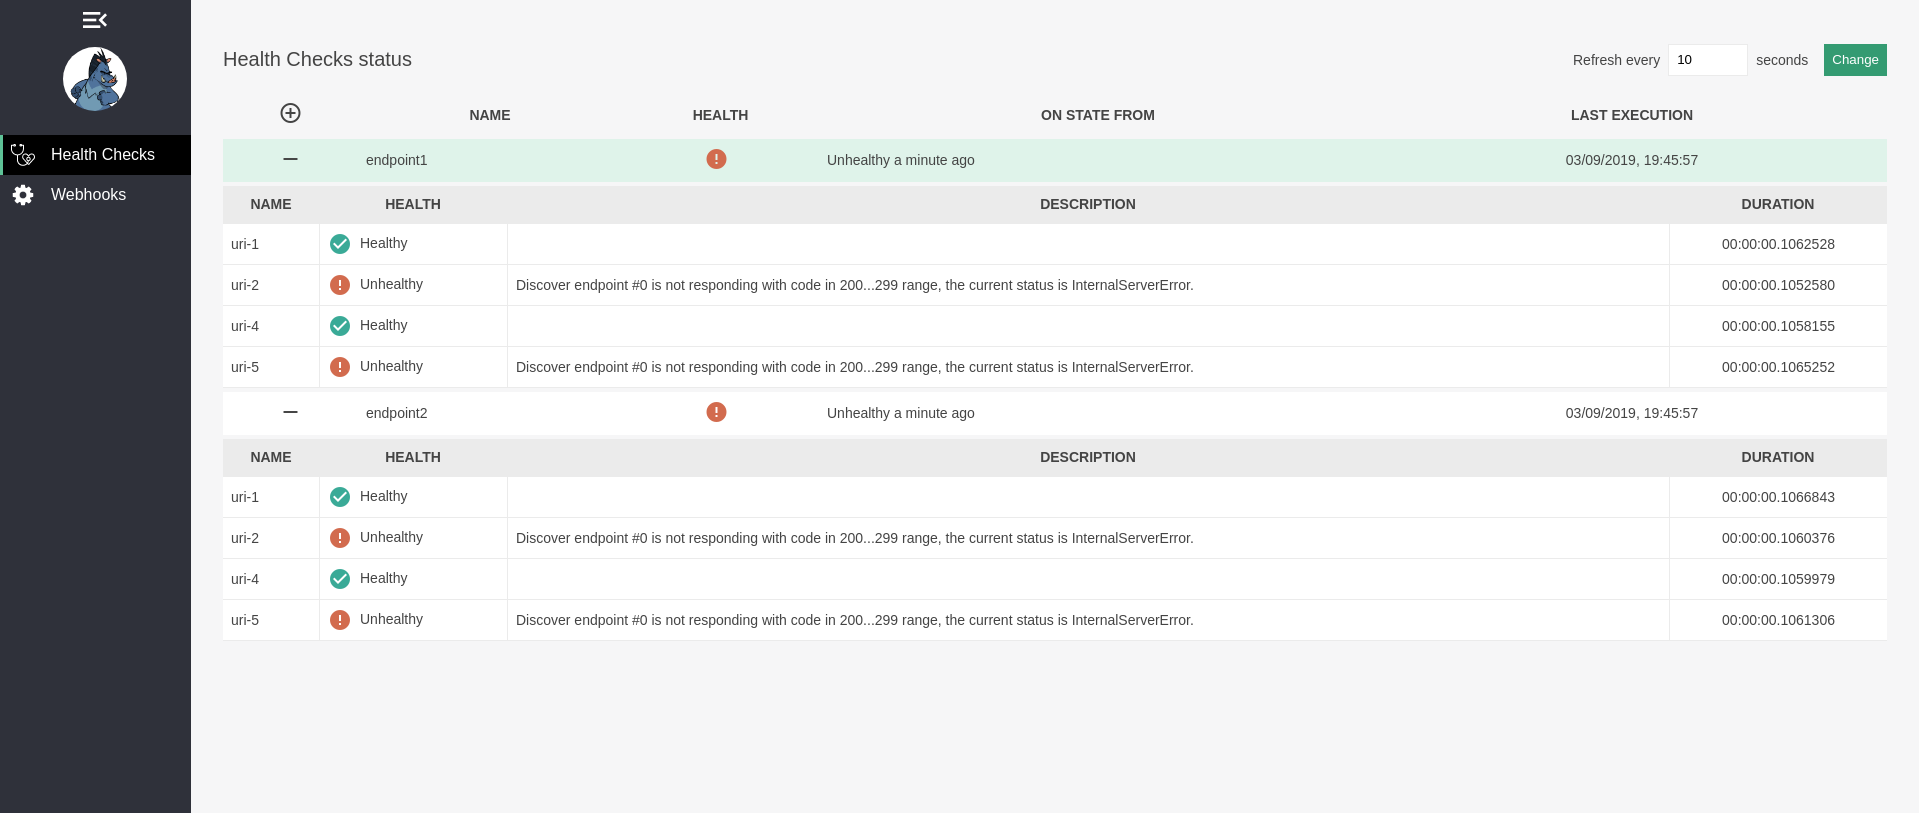 Health Checks
Webhooks
Health Checks status
Refresh every 10 seconds Change
NAME HEALTH ON STATE FROM LAST EXECUTION
endpoint1 Unhealthy a minute ago 03/09/2019, 19:45:57
NAME HEALTH DESCRIPTION DURATION
uri-1 Healthy 00:00:00.1062528
uri-2 Unhealthy Discover endpoint #0 is not responding with code in 200...299 range, the current status is InternalServerError. 00:00:00.1052580
uri-4 Healthy 00:00:00.1058155
uri-5 Unhealthy Discover endpoint #0 is not responding with code in 200...299 range, the current status is InternalServerError. 00:00:00.1065252
endpoint2 Unhealthy a minute ago 03/09/2019, 19:45:57
NAME HEALTH DESCRIPTION DURATION
uri-1 Healthy 00:00:00.1066843
uri-2 Unhealthy Discover endpoint #0 is not responding with code in 200...299 range, the current status is InternalServerError. 00:00:00.1060376
uri-4 Healthy 00:00:00.1059979
uri-5 Unhealthy Discover endpoint #0 is not responding with code in 200...299 range, the current status is InternalServerError. 00:00:00.1061306